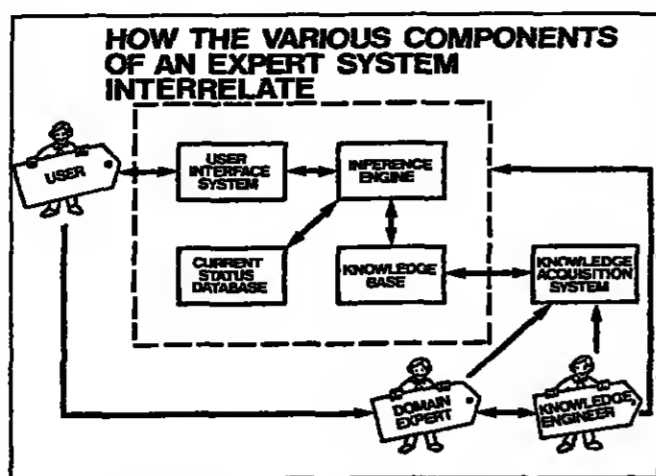 HOW THE VARIOUS COMPONENTS
OF AN EXPERT SYSTEM
INTERRELATE
USER
USER
INTERFACE
SYSTEM
INFERENCE
ENGINE
CURRENT
STATUS
DATABASE
KNOWLEDGE
BASE
KNOWLEDGE
ACQUISITION
SYSTEM
DOMAIN
EXPERT
KNOWLEDGE
ENGINEER